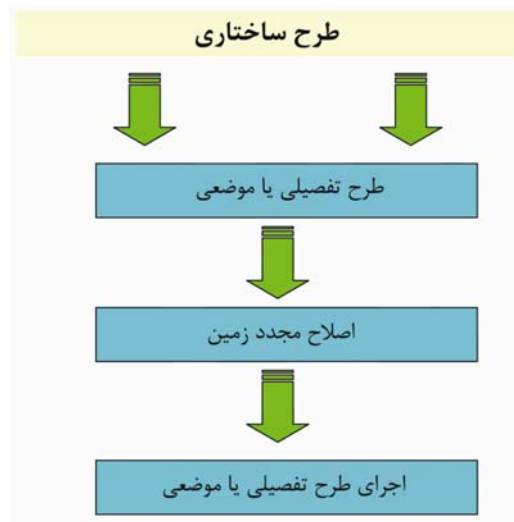 طرح ساختاری
طرح تفصیلی یا موضعی
اصلاح مجدد زمین
اجرای طرح تفصیلی یا موضعی